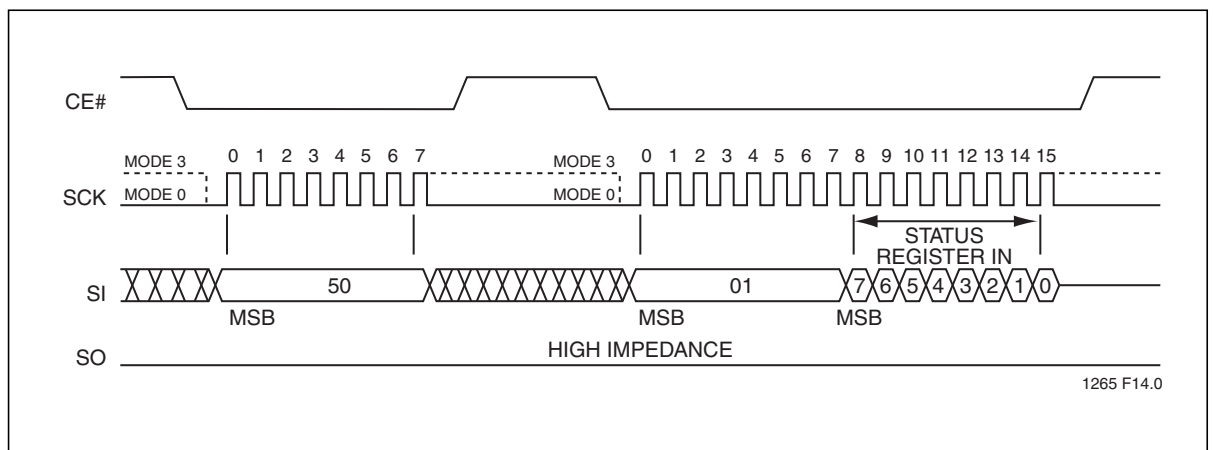 CE#
MODE 3 0 1 2 3 4 5 6 7 MODE 3 0 1 2 3 4 5 6 7 8 9 10 11 12 13 14 15
SCK MODE 0 MODE 0
STATUS
REGISTER IN
SI 50 01 7 6 5 4 3 2 1 0
MSB MSB MSB
HIGH IMPEDANCE
SO
1265 F14.0